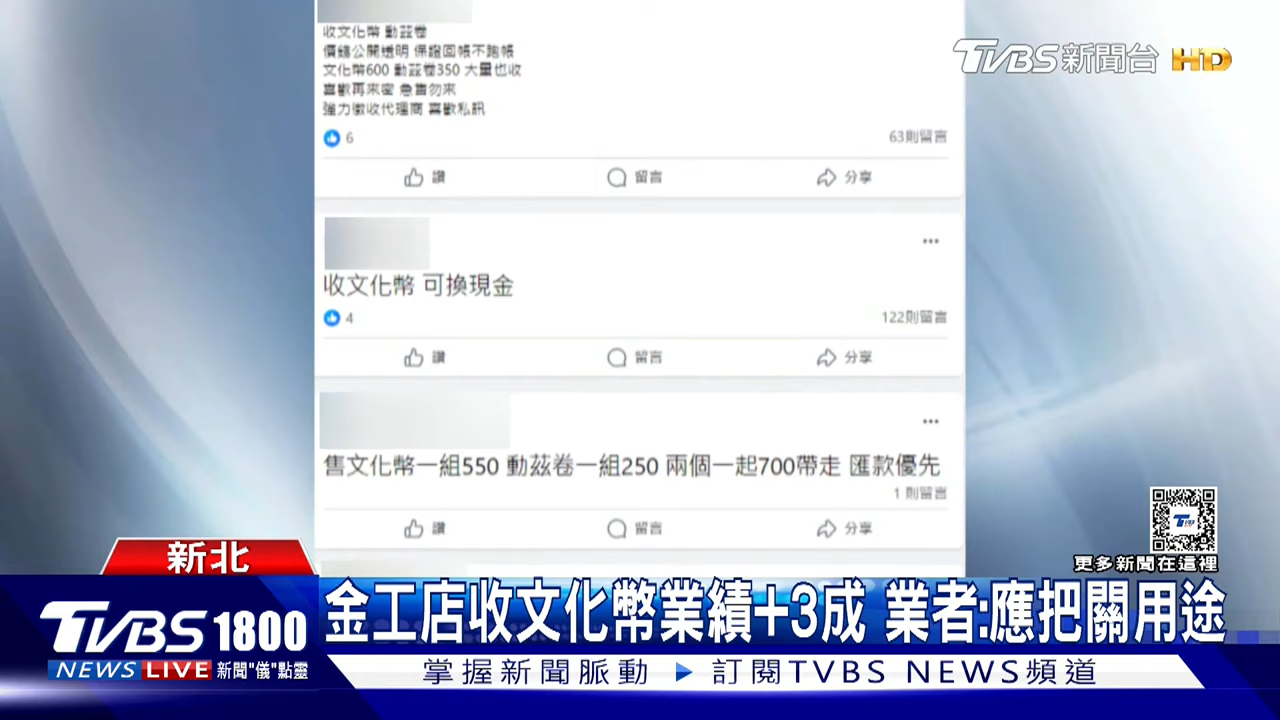 收文化幣 動茲卷
價錢公開透明 保證回帳不跑帳
文化幣600 動茲卷350 大量也收
喜歡再來密 急售勿來
強力徵收代理商 喜歡私訊
6
63則留言
讚 留言 分享
收文化幣 可換現金
4
122則留言
讚 留言 分享
售文化幣一組550 動茲卷一組250 兩個一起700帶走 匯款優先
1 則留言
讚 留言 分享
TVBS新聞台 HD
更多新聞在這裡
新北
金工店收文化幣業績+3成 業者:應把關用途
TVBS 1800
NEWS LIVE 新聞"儀"點靈
掌握新聞脈動 ▶ 訂閱TVBS NEWS頻道